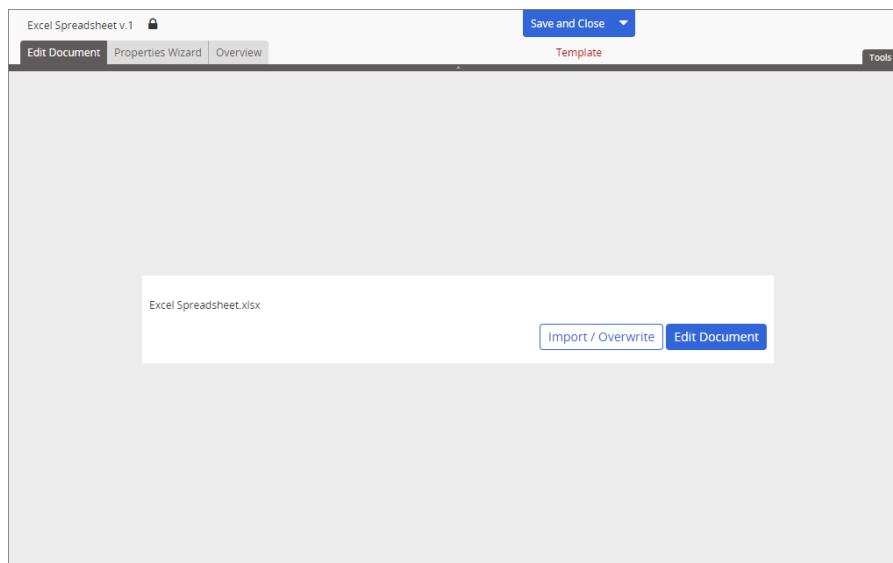 Excel Spreadsheet v.1
Save and Close
Edit Document Properties Wizard Overview
Template
Tools
Excel Spreadsheet.xlsx
Import / Overwrite Edit Document